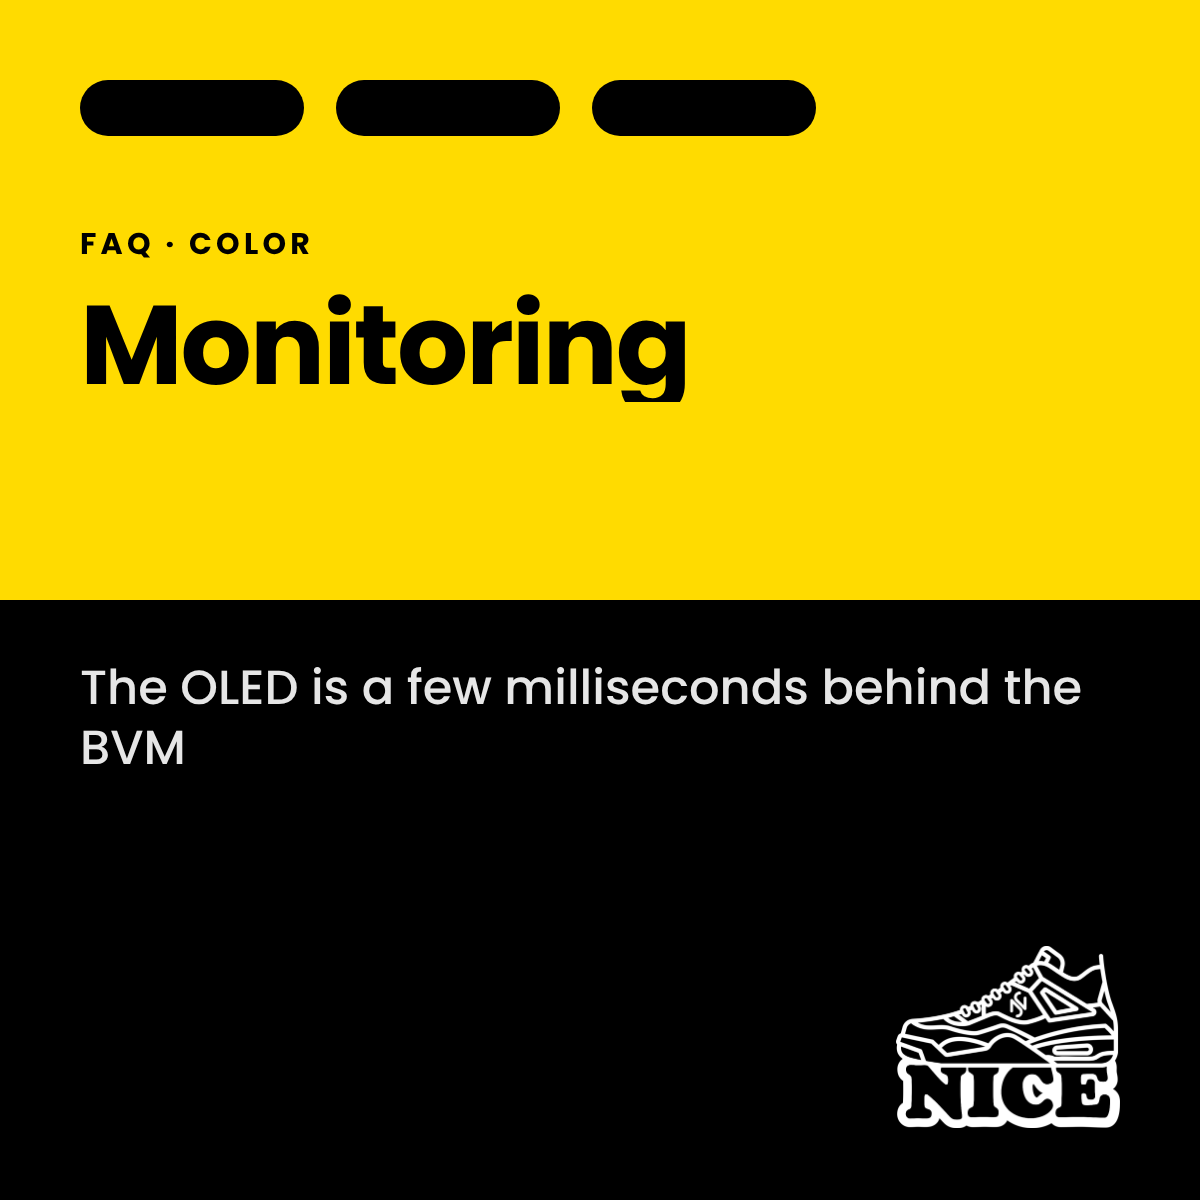 FAQ · COLOR
Monitoring
The OLED is a few milliseconds behind the
BVM
NICE